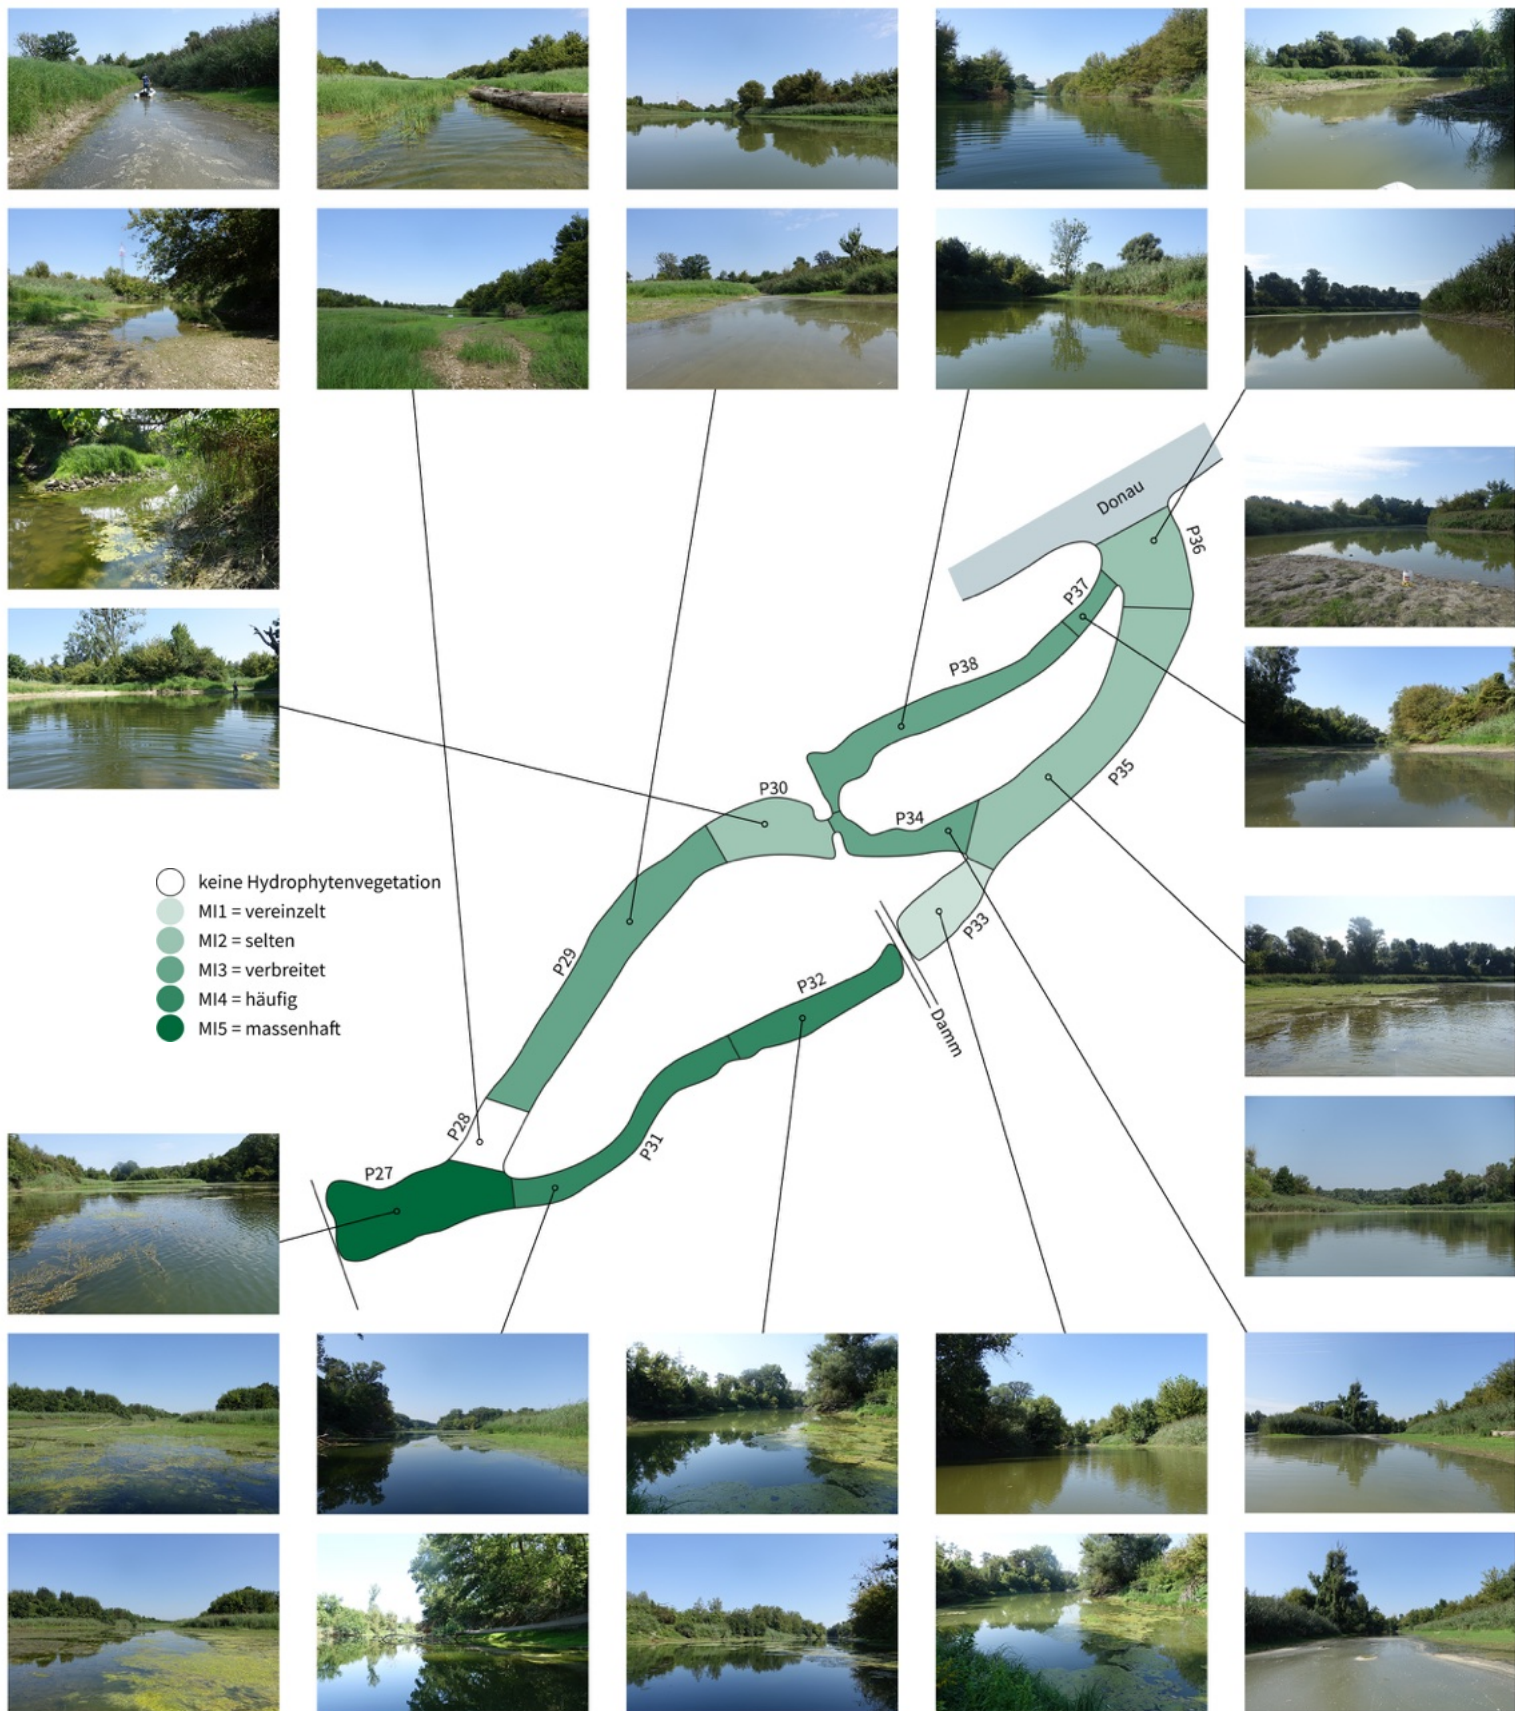 Donau
P36
P37
P38
P35
P30
P34
keine Hydrophytenvegetation
MI1 = vereinzelt
MI2 = selten
MI3 = verbreitet
MI4 = häufig
MI5 = massenhaft
P33
P29
P32
Damm
P28
P31
P27